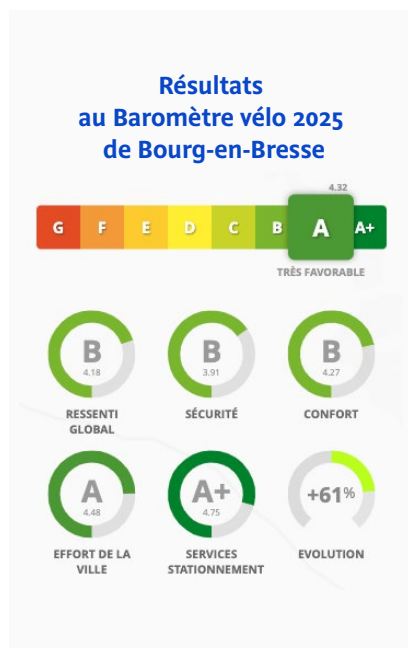 Résultats
au Baromètre vélo 2025
de Bourg-en-Bresse
4.32
G F E D C B A A+
TRÈS FAVORABLE
B B B
4.18 3.91 4.27
RESSENTI SÉCURITÉ CONFORT
GLOBAL
A A+ +61%
4.48 4.75
EFFORT DE LA SERVICES EVOLUTION
VILLE STATIONNEMENT